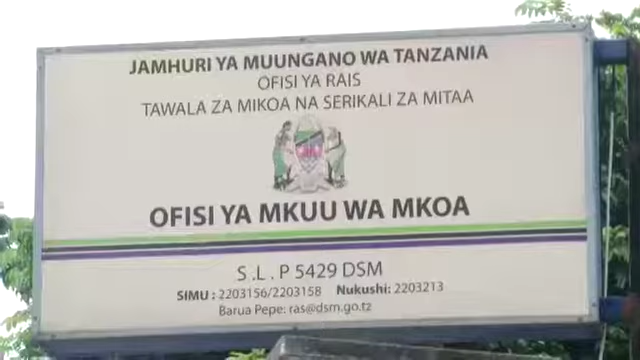 JAMHURI YA MUUNGANO WA TANZANIA
OFISI YA RAIS
TAWALA ZA MIKOA NA SERIKALI ZA MITAA
OFISI YA MKUU WA MKOA
S.L.P 5429 DSM
SIMU : 2203156/2203158 Nukushi: 2203213
Barua Pepe: ras@dsm.go.tz